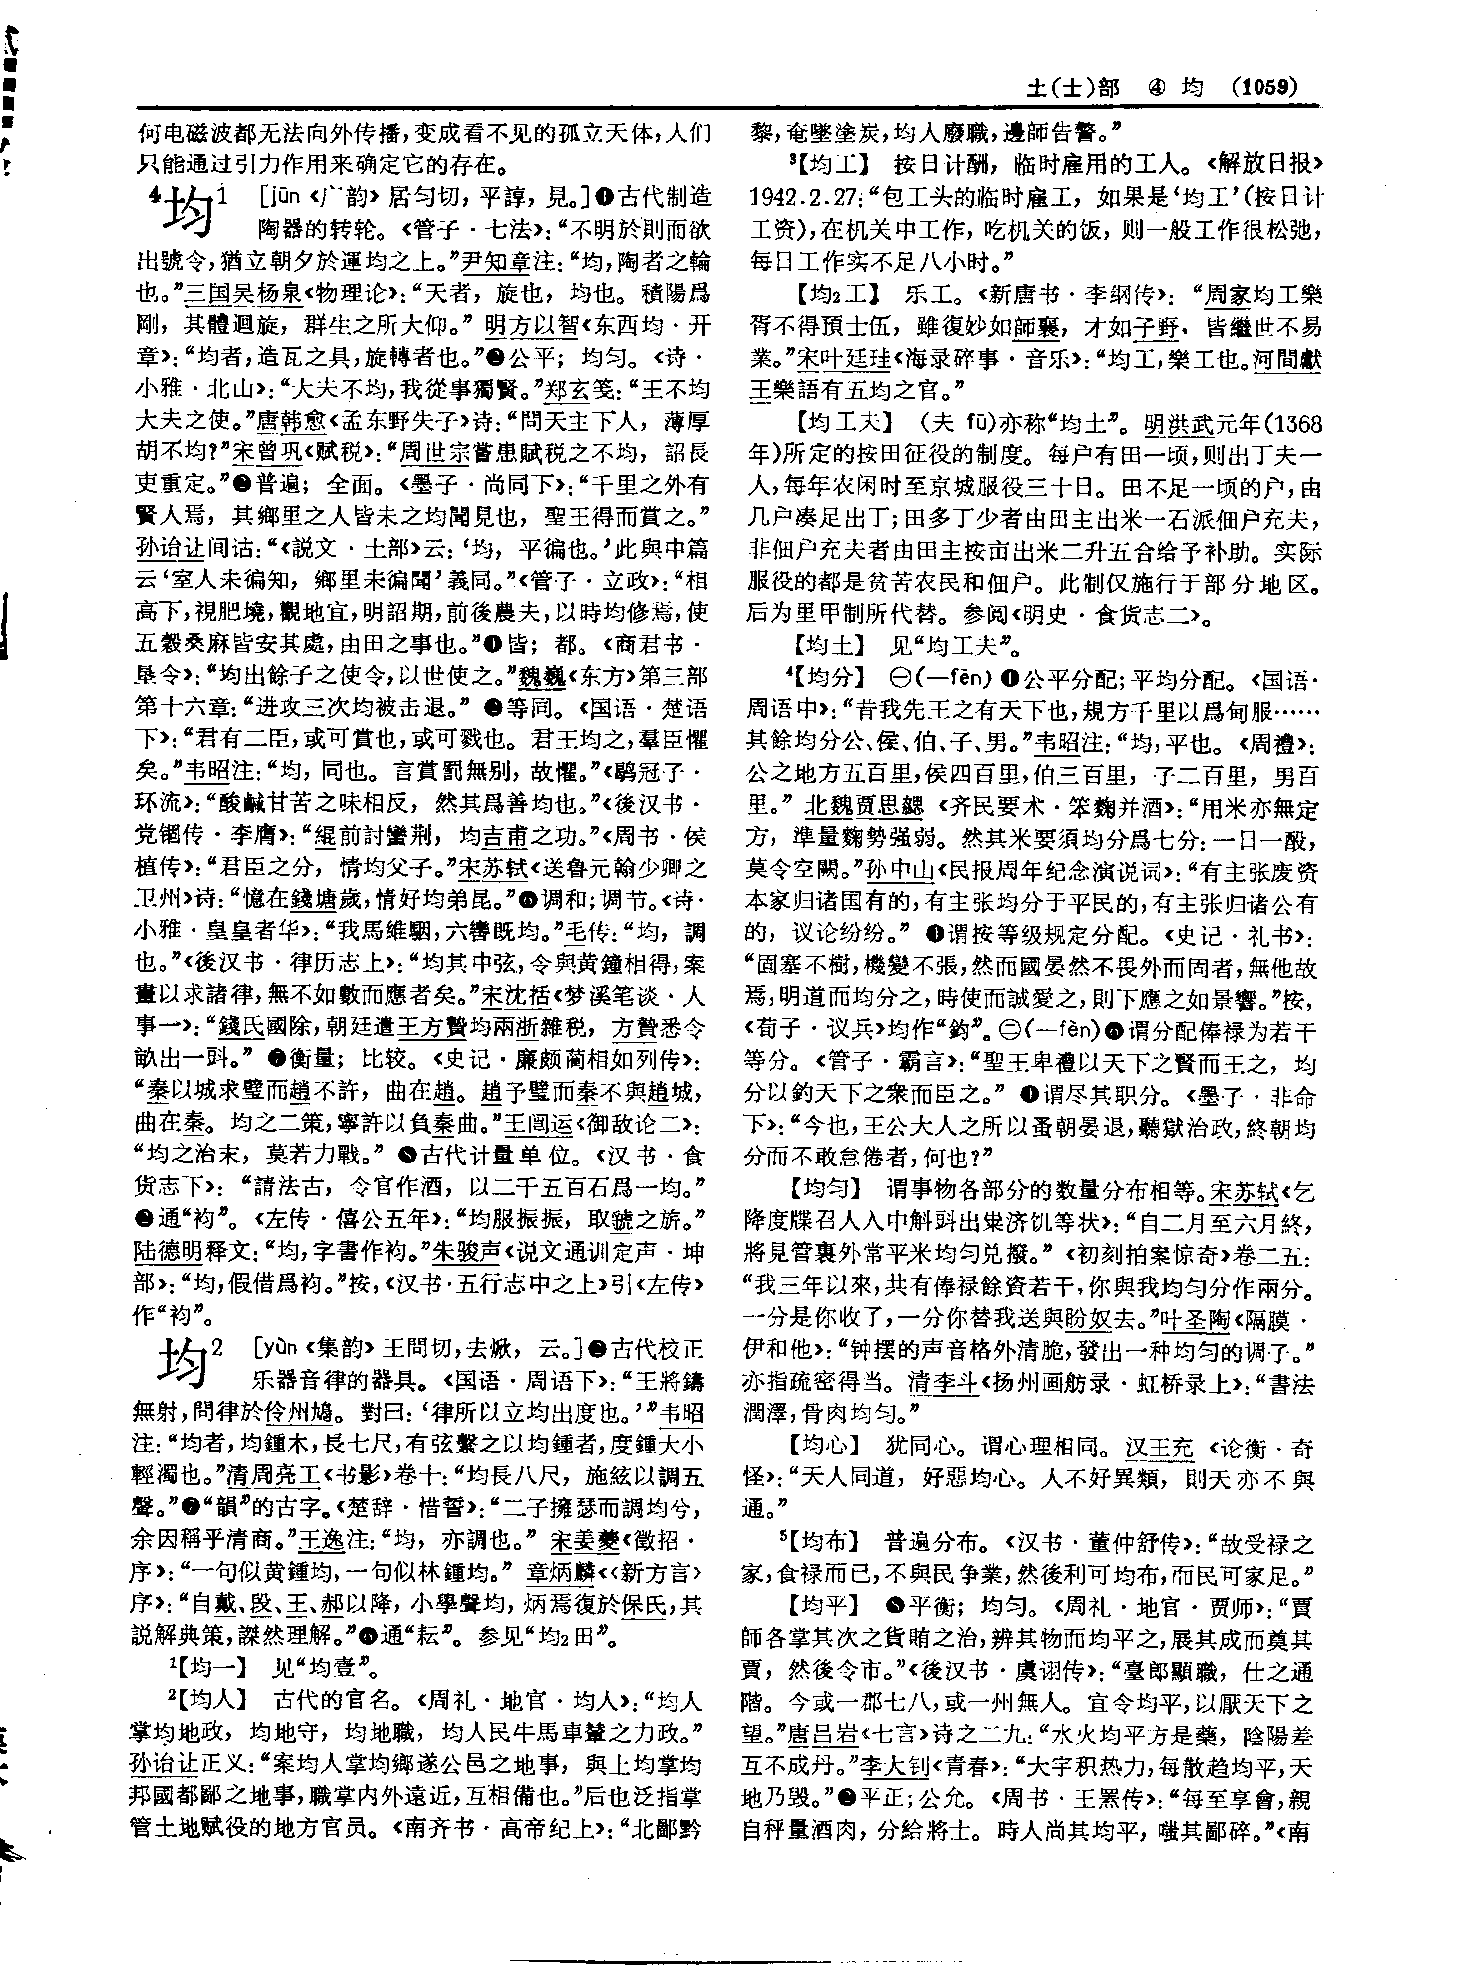 土(士)部 ④ 均 (1059)
何电磁波都无法向外传播,变成看不见的孤立天体,人们
只能通过引力作用来确定它的存在。
4均1 [jūn《广韵》居匀切,平諄,見。]❶古代制造
陶器的转轮。《管子·七法》:“不明於則而欲
出號令,猶立朝夕於運均之上。”尹知章注:“均,陶者之輪
也。”三国吴杨泉《物理论》:“天者,旋也,均也。積陽爲
剛,其體迴旋,群生之所大仰。”明方以智《东西均·开
章》:“均者,造瓦之具,旋轉者也。”❷公平;均匀。《诗·
小雅·北山》:“大夫不均,我從事獨賢。”郑玄笺:“王不均
大夫之使。”唐韩愈《孟东野失子》诗:“問天主下人,薄厚
胡不均?”宋曾巩《赋税》:“周世宗嘗患賦税之不均,詔長
吏重定。”❸普遍;全面。《墨子·尚同下》:“千里之外有
賢人焉,其鄉里之人皆未之均聞見也,聖王得而賞之。”
孙诒让间诂:“《説文·土部》云:‘均,平徧也。’此與中篇
云‘室人未徧知,鄉里未徧聞’義同。”《管子·立政》:“相
高下,視肥墝,觀地宜,明詔期,前後農夫,以時均修焉,使
五穀桑麻皆安其處,由田之事也。”❹皆;都。《商君书·
垦令》:“均出餘子之使令,以世使之。”魏巍《东方》第三部
第十六章:“进攻三次均被击退。”❺等同。《国语·楚语
下》:“君有二臣,或可賞也,或可戮也。君王均之,羣臣懼
矣。”韦昭注:“均,同也。言賞罰無别,故懼。”《鹖冠子·
环流》:“酸鹹甘苦之味相反,然其爲善均也。”《後汉书·
党锢传·李膺》:“緄前討蠻荆,均吉甫之功。”《周书·侯
植传》:“君臣之分,情均父子。”宋苏轼《送鲁元翰少卿之
卫州》诗:“憶在錢塘歲,情好均弟昆。”❻调和;调节。《诗·
小雅·皇皇者华》:“我馬維駰,六轡既均。”毛传:“均,調
也。”《後汉书·律历志上》:“均其中弦,令與黄鐘相得,案
畫以求諸律,無不如數而應者矣。”宋沈括《梦溪笔谈·人
事一》:“錢氏國除,朝廷遣王方贄均兩浙雜税,方贄悉令
畝出一㪷。”❼衡量;比较。《史记·廉颇蔺相如列传》:
“秦以城求璧而趙不許,曲在趙。趙予璧而秦不與趙城,
曲在秦。均之二策,寧許以負秦曲。”王闿运《御敌论二》:
“均之治末,莫若力戰。”❽古代计量单位。《汉书·食
货志下》:“請法古,令官作酒,以二千五百石爲一均。”
❾通“袀”。《左传·僖公五年》:“均服振振,取虢之旂。”
陆德明释文:“均,字書作袀。”朱骏声《说文通训定声·坤
部》:“均,假借爲袀。”按,《汉书·五行志中之上》引《左传》
作“袀”。
均2 [yùn《集韵》王問切,去焮,云。]❶古代校正
乐器音律的器具。《国语·周语下》:“王將鑄
無射,問律於伶州鳩。對曰:‘律所以立均出度也。’”韦昭
注:“均者,均鍾木,長七尺,有弦繫之以均鍾者,度鍾大小
輕濁也。”清周亮工《书影》卷十:“均長八尺,施絃以調五
聲。”❷“韻”的古字。《楚辞·惜誓》:“二子擁瑟而調均兮,
余因稱乎清商。”王逸注:“均,亦調也。”宋姜夔《徵招·
序》:“一句似黄鍾均,一句似林鍾均。”章炳麟《〈新方言〉
序》:“自戴、段、王、郝以降,小學聲均,炳焉復於保氏,其
説解典策,謋然理解。”❸通“耘”。参见“均2田”。
1【均一】 见“均壹”。
2【均人】 古代的官名。《周礼·地官·均人》:“均人
掌均地政,均地守,均地職,均人民牛馬車輦之力政。”
孙诒让正义:“案均人掌均鄉遂公邑之地事,與上均掌均
邦國都鄙之地事,職掌内外遠近,互相備也。”后也泛指掌
管土地赋役的地方官员。《南齐书·高帝纪上》:“北鄙黔
黎,奄墜塗炭,均人廢職,邊師告警。”
3【均工】 按日计酬,临时雇用的工人。《解放日报》
1942.2.27:“包工头的临时雇工,如果是‘均工’(按日计
工资),在机关中工作,吃机关的饭,则一般工作很松弛,
每日工作实不足八小时。”
【均2工】 乐工。《新唐书·李纲传》:“周家均工樂
胥不得預士伍,雖復妙如師襄,才如子野,皆繼世不易
業。”宋叶廷珪《海录碎事·音乐》:“均工,樂工也。河間獻
王樂語有五均之官。”
【均工夫】 (夫 fū)亦称“均土”。明洪武元年(1368
年)所定的按田征役的制度。每户有田一顷,则出丁夫一
人,每年农闲时至京城服役三十日。田不足一顷的户,由
几户凑足出丁;田多丁少者由田主出米一石派佃户充夫,
非佃户充夫者由田主按亩出米二升五合给予补助。实际
服役的都是贫苦农民和佃户。此制仅施行于部分地区。
后为里甲制所代替。参阅《明史·食货志二》。
【均土】 见“均工夫”。
4【均分】 ㊀(—fēn)❶公平分配;平均分配。《国语·
周语中》:“昔我先王之有天下也,規方千里以爲甸服……
其餘均分公、侯、伯、子、男。”韦昭注:“均,平也。《周禮》:
公之地方五百里,侯四百里,伯三百里,子二百里,男百
里。”北魏贾思勰《齐民要术·笨麴并酒》:“用米亦無定
方,準量麴勢强弱。然其米要須均分爲七分:一日一酘,
莫令空闕。”孙中山《民报周年纪念演说词》:“有主张废资
本家归诸国有的,有主张均分于平民的,有主张归诸公有
的,议论纷纷。”❷谓按等级规定分配。《史记·礼书》:
“固塞不樹,機變不張,然而國晏然不畏外而固者,無他故
焉,明道而均分之,時使而誠愛之,則下應之如景響。”按,
《荀子·议兵》均作“鈞”。㊁(—fèn)❶谓分配俸禄为若干
等分。《管子·霸言》:“聖王卑禮以天下之賢而王之,均
分以釣天下之衆而臣之。”❷谓尽其职分。《墨子·非命
下》:“今也,王公大人之所以蚤朝晏退,聽獄治政,終朝均
分而不敢怠倦者,何也?”
【均匀】 谓事物各部分的数量分布相等。宋苏轼《乞
降度牒召人入中斛㪷出粜济饥等状》:“自二月至六月終,
將見管裏外常平米均匀兑撥。”《初刻拍案惊奇》卷二五:
“我三年以來,共有俸禄餘資若干,你與我均匀分作兩分。
一分是你收了,一分你替我送與盼奴去。”叶圣陶《隔膜·
伊和他》:“钟摆的声音格外清脆,發出一种均匀的调子。”
亦指疏密得当。清李斗《扬州画舫录·虹桥录上》:“書法
潤澤,骨肉均匀。”
【均心】 犹同心。谓心理相同。汉王充《论衡·奇
怪》:“天人同道,好惡均心。人不好異類,則天亦不與
通。”
5【均布】 普遍分布。《汉书·董仲舒传》:“故受禄之
家,食禄而已,不與民争業,然後利可均布,而民可家足。”
【均平】 ❶平衡;均匀。《周礼·地官·贾师》:“賈
師各掌其次之貨賄之治,辨其物而均平之,展其成而奠其
賈,然後令市。”《後汉书·虞诩传》:“臺郎顯職,仕之通
階。今或一郡七八,或一州無人。宜令均平,以厭天下之
望。”唐吕岩《七言》诗之二九:“水火均平方是藥,陰陽差
互不成丹。”李大钊《青春》:“大宇积热力,每散趋均平,天
地乃毁。”❷平正;公允。《周书·王罴传》:“每至享會,親
自秤量酒肉,分給將士。時人尚其均平,嗤其鄙碎。”《南